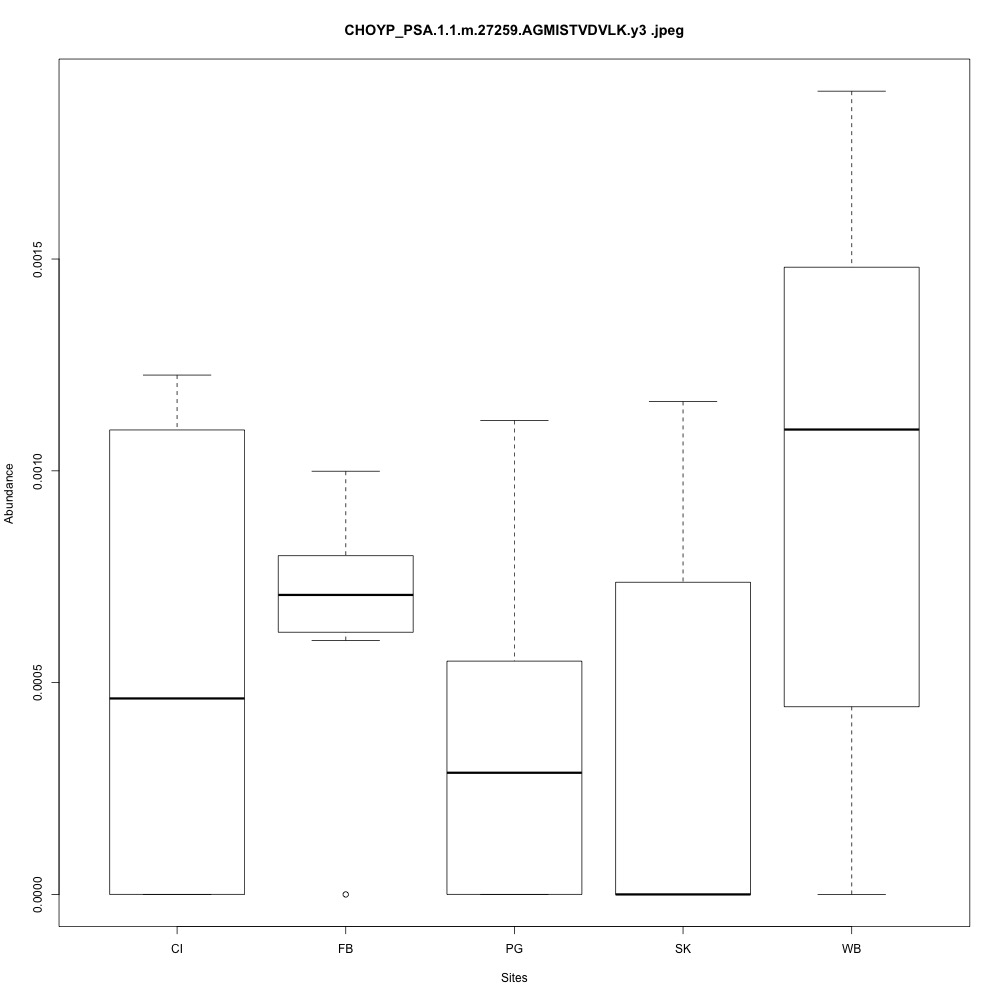 CHOYP_PSA.1.1.m.27259.AGMISTVDVLK.y3 .jpeg
0.0015
0.0010
0.0005
0.0000
Abundance
CI FB PG SK WB
Sites